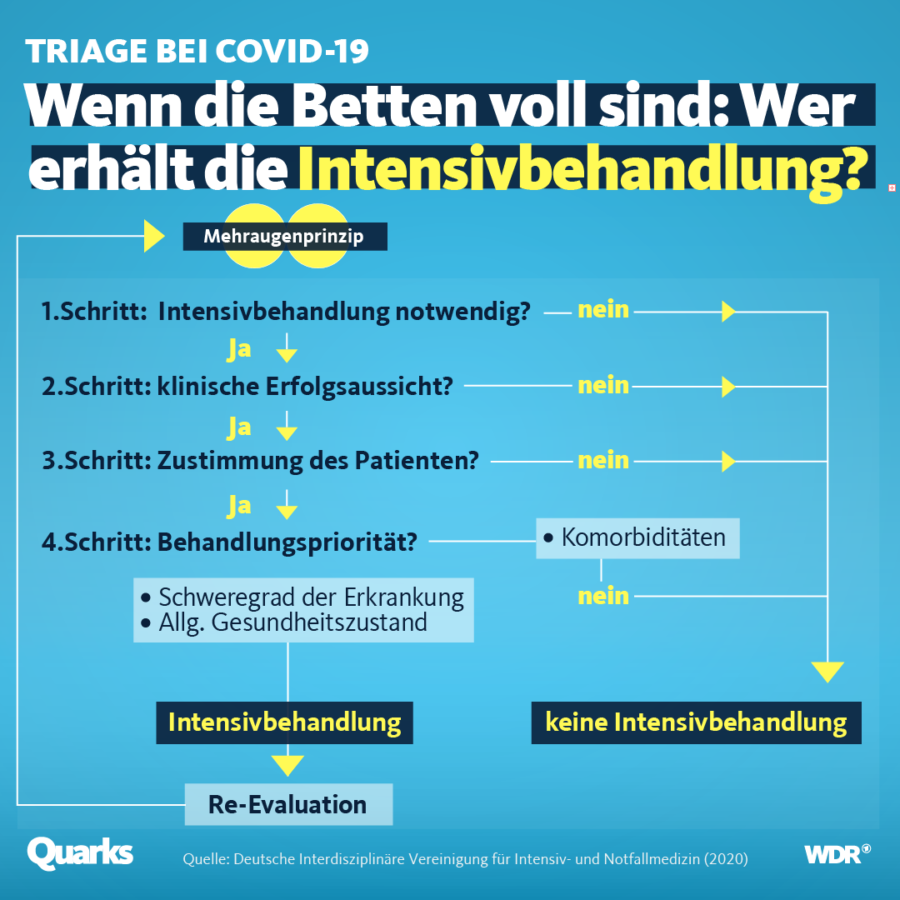 TRIAGE BEI COVID-19
Wenn die Betten voll sind: Wer
erhält die Intensivbehandlung?
Mehraugenprinzip
1.Schritt: Intensivbehandlung notwendig? nein
Ja
2.Schritt: klinische Erfolgsaussicht? nein
Ja
3.Schritt: Zustimmung des Patienten? nein
Ja
4.Schritt: Behandlungspriorität? • Komorbiditäten
nein
• Schweregrad der Erkrankung
• Allg. Gesundheitszustand
Intensivbehandlung keine Intensivbehandlung
Re-Evaluation
Quarks Quelle: Deutsche Interdisziplinäre Vereinigung für Intensiv- und Notfallmedizin (2020) WDR